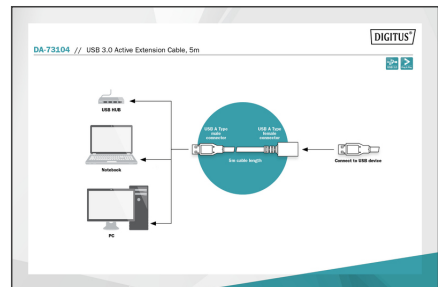 DIGITUS®
DA-73104 // USB 3.0 Active Extension Cable, 5m
USB HUB
USB A Type
male
connector
USB A Type
female
connector
5m cable length
Connect to USB device
Notebook
PC